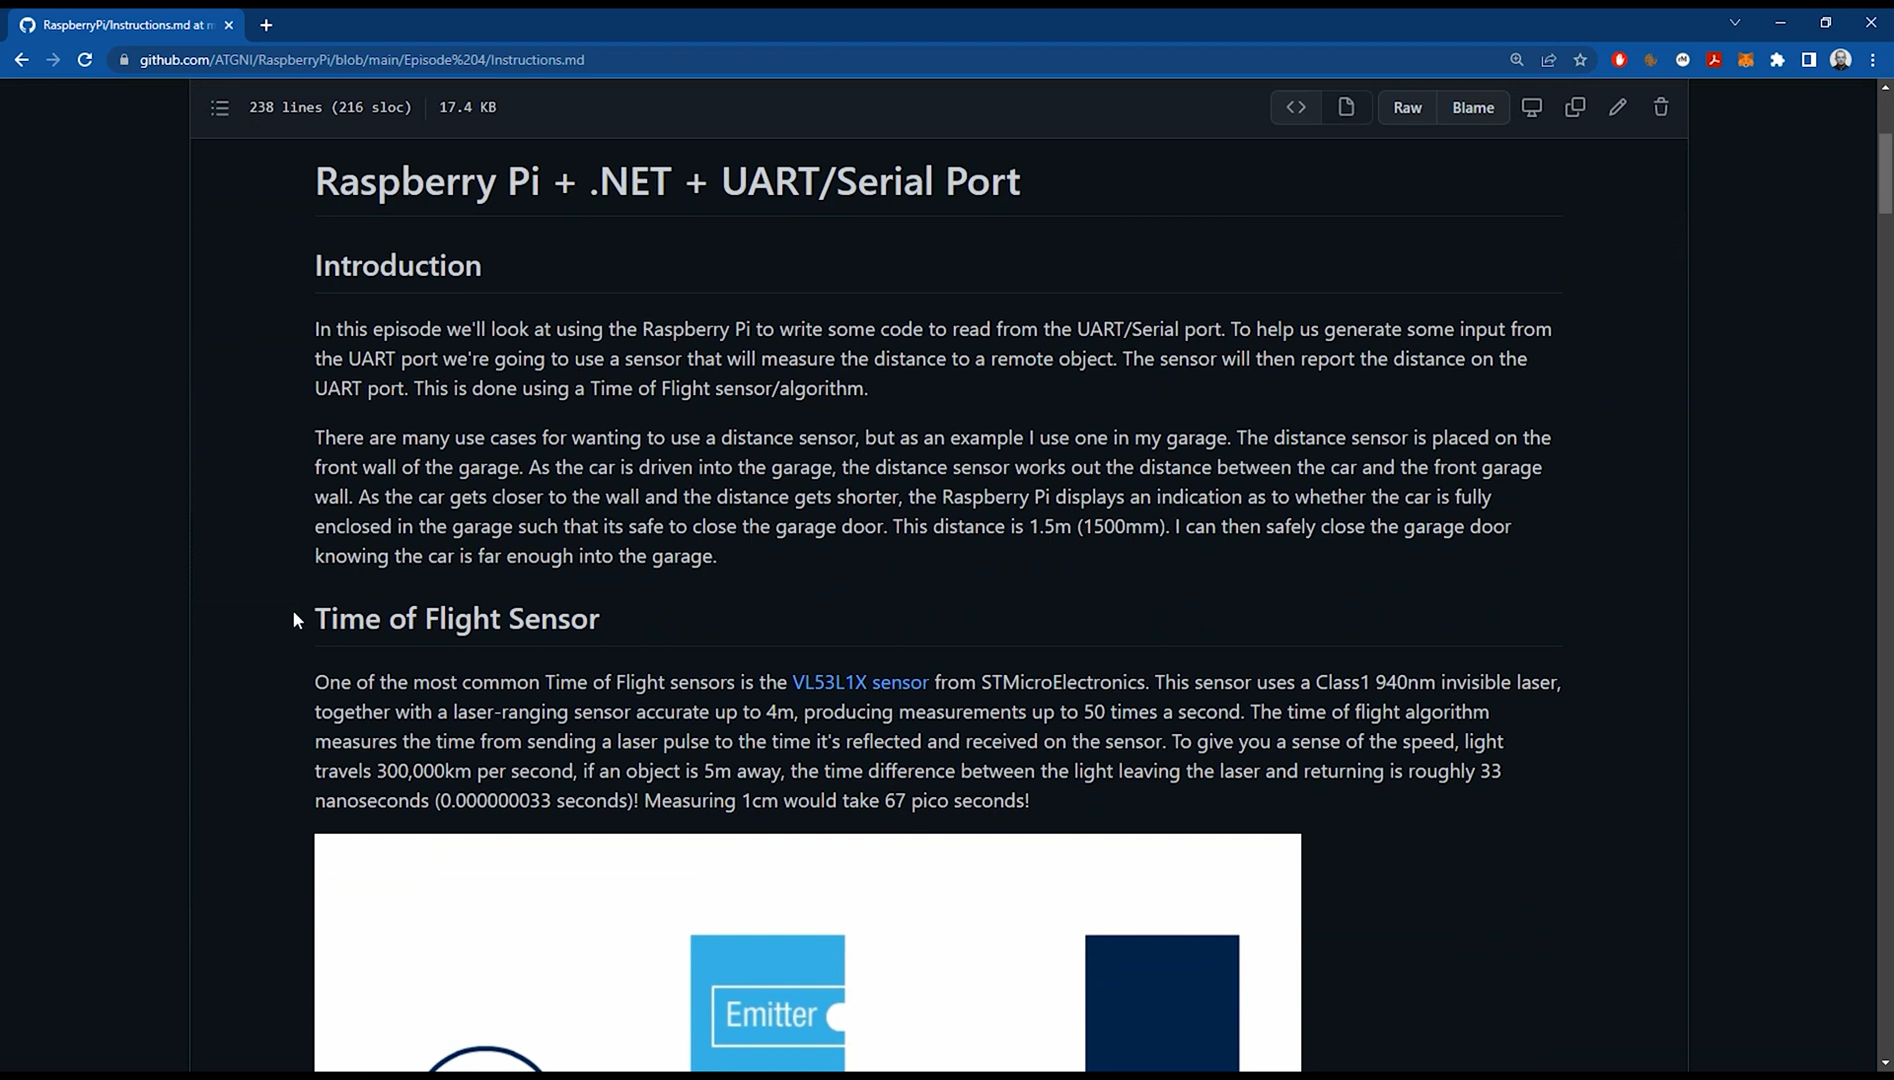 RaspberryPi/Instructions.md at m
github.com/ATGNI/RaspberryPi/blob/main/Episode%204/Instructions.md
238 lines (216 sloc) 17.4 KB
Raw Blame
Raspberry Pi + .NET + UART/Serial Port
Introduction
In this episode we'll look at using the Raspberry Pi to write some code to read from the UART/Serial port. To help us generate some input from
the UART port we're going to use a sensor that will measure the distance to a remote object. The sensor will then report the distance on the
UART port. This is done using a Time of Flight sensor/algorithm.
There are many use cases for wanting to use a distance sensor, but as an example I use one in my garage. The distance sensor is placed on the
front wall of the garage. As the car is driven into the garage, the distance sensor works out the distance between the car and the front garage
wall. As the car gets closer to the wall and the distance gets shorter, the Raspberry Pi displays an indication as to whether the car is fully
enclosed in the garage such that its safe to close the garage door. This distance is 1.5m (1500mm). I can then safely close the garage door
knowing the car is far enough into the garage.
Time of Flight Sensor
One of the most common Time of Flight sensors is the VL53L1X sensor from STMicroElectronics. This sensor uses a Class1 940nm invisible laser,
together with a laser-ranging sensor accurate up to 4m, producing measurements up to 50 times a second. The time of flight algorithm
measures the time from sending a laser pulse to the time it's reflected and received on the sensor. To give you a sense of the speed, light
travels 300,000km per second, if an object is 5m away, the time difference between the light leaving the laser and returning is roughly 33
nanoseconds (0.000000033 seconds)! Measuring 1cm would take 67 pico seconds!
Emitter